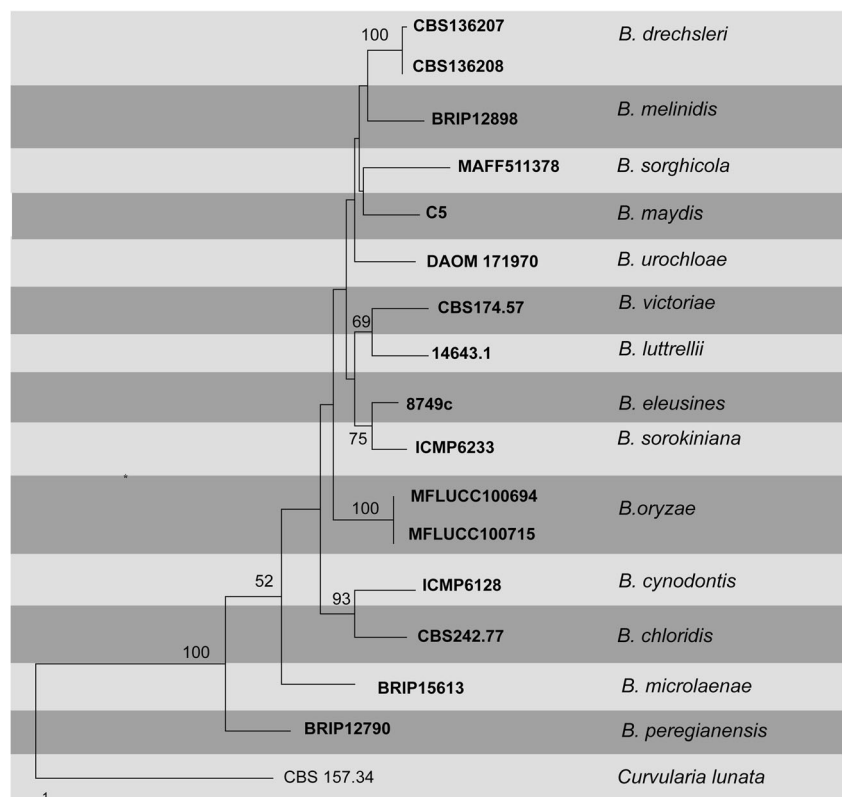 100 CBS136207 B. drechsleri
CBS136208
BRIP12898 B. melinidis
MAFF511378 B. sorghicola
C5 B. maydis
DAOM 171970 B. urochloae
CBS174.57 B. victoriae
69
14643.1 B. luttrellii
8749c B. eleusines
75 ICMP6233 B. sorokiniana
*
MFLUCC100694
100 B.oryzae
MFLUCC100715
52 ICMP6128 B. cynodontis
93
CBS242.77 B. chloridis
100
BRIP15613 B. microlaenae
BRIP12790 B. peregianensis
CBS 157.34 Curvularia lunata